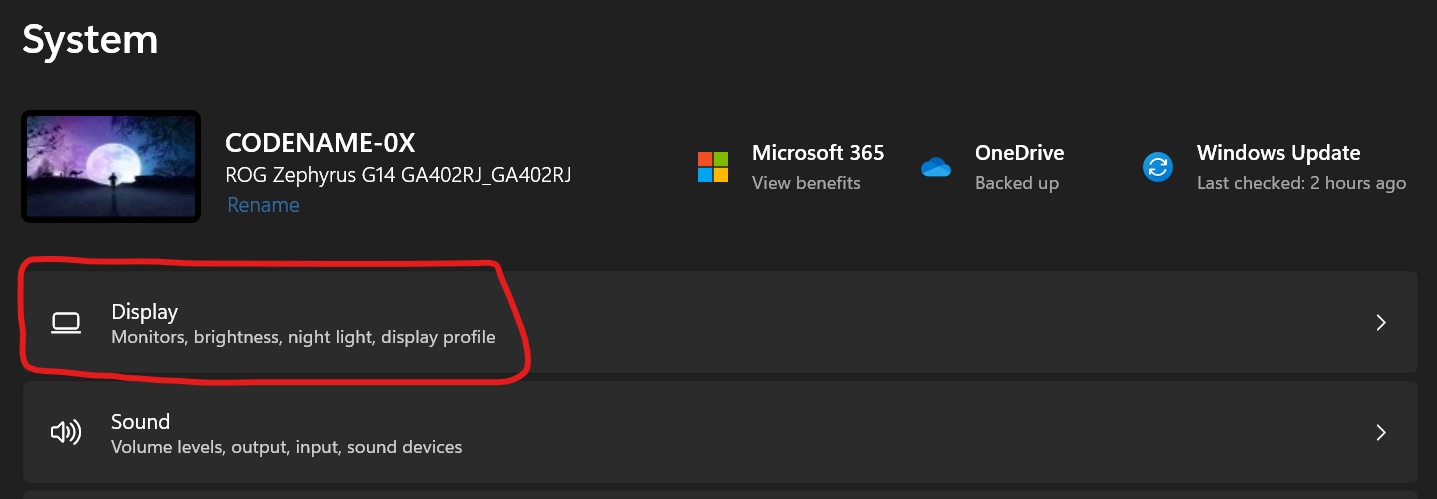 System
CODENAME-0X
ROG Zephyrus G14 GA402RJ_GA402RJ
Rename
Microsoft 365
View benefits
OneDrive
Backed up
Windows Update
Last checked: 2 hours ago
Display
Monitors, brightness, night light, display profile
Sound
Volume levels, output, input, sound devices